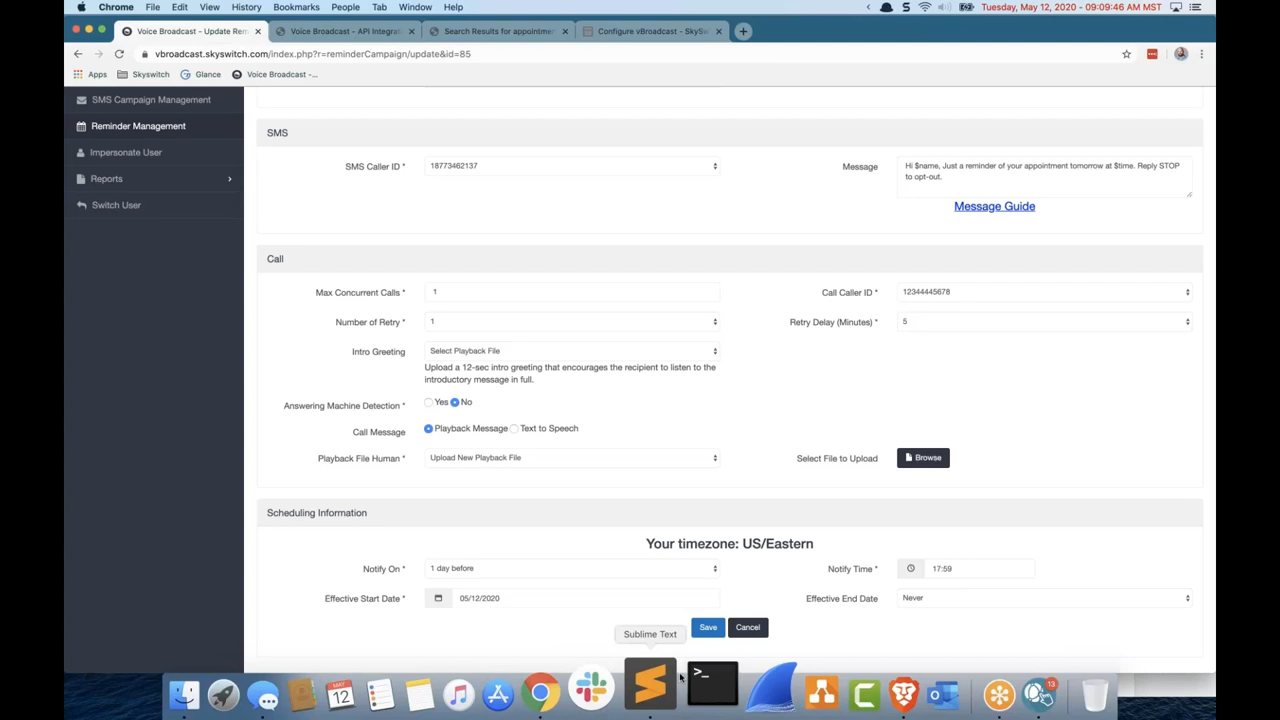 Chrome File Edit View History Bookmarks People Tab Window Help
Tuesday, May 12, 2020 - 09:09:46 AM MST
Voice Broadcast - Update Rem
Voice Broadcast - API Integrat
Search Results for appointmen
Configure vBroadcast - SkySw
vbroadcast.skyswitch.com/index.php?r=reminderCampaign/update&id=85
Apps Skyswitch Glance Voice Broadcast -...
SMS Campaign Management
Reminder Management
Impersonate User
Reports
Switch User
SMS
SMS Caller ID *
18773462137
Message
Hi $name, Just a reminder of your appointment tomorrow at $time. Reply STOP
to opt-out.
Message Guide
Call
Max Concurrent Calls *
1
Call Caller ID *
12344445678
Number of Retry *
1
Retry Delay (Minutes) *
5
Intro Greeting
Select Playback File
Upload a 12-sec intro greeting that encourages the recipient to listen to the
introductory message in full.
Answering Machine Detection *
Yes No
Call Message
Playback Message Text to Speech
Playback File Human *
Upload New Playback File
Select File to Upload
Browse
Scheduling Information
Your timezone: US/Eastern
Notify On *
1 day before
Notify Time *
17:59
Effective Start Date *
05/12/2020
Effective End Date
Never
Save Cancel
Sublime Text
12
>_
13